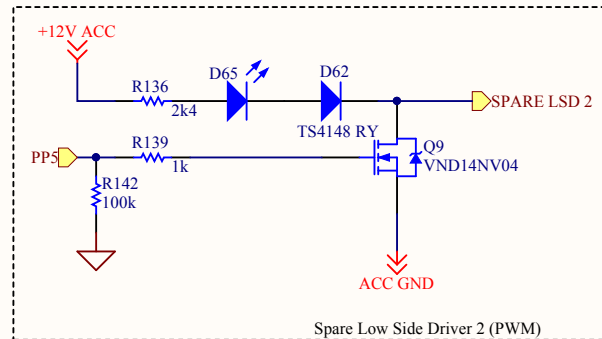 +12V ACC
D65
D62
R136
2k4
TS4148 RY
SPARE LSD 2
PP5
R139
1k
Q9
VND14NV04
R142
100k
ACC GND
Spare Low Side Driver 2 (PWM)